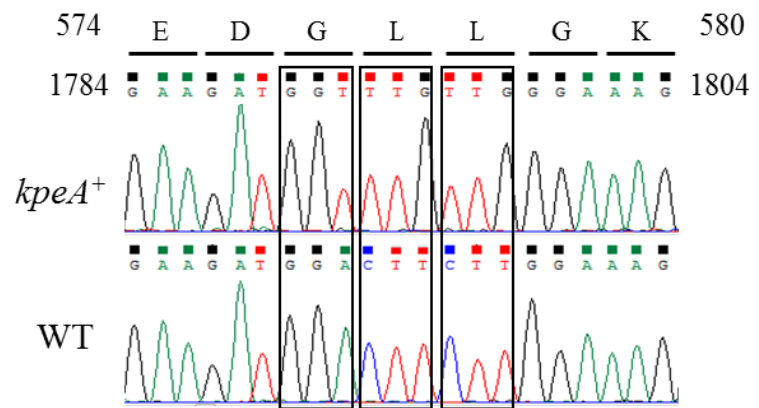 574 E D G L L G K 580
1784 G A A G A T G G T T T G T T G G G A A A G 1804
kpeA+
G A A G A T G G A C T T C T T G G A A A G
WT